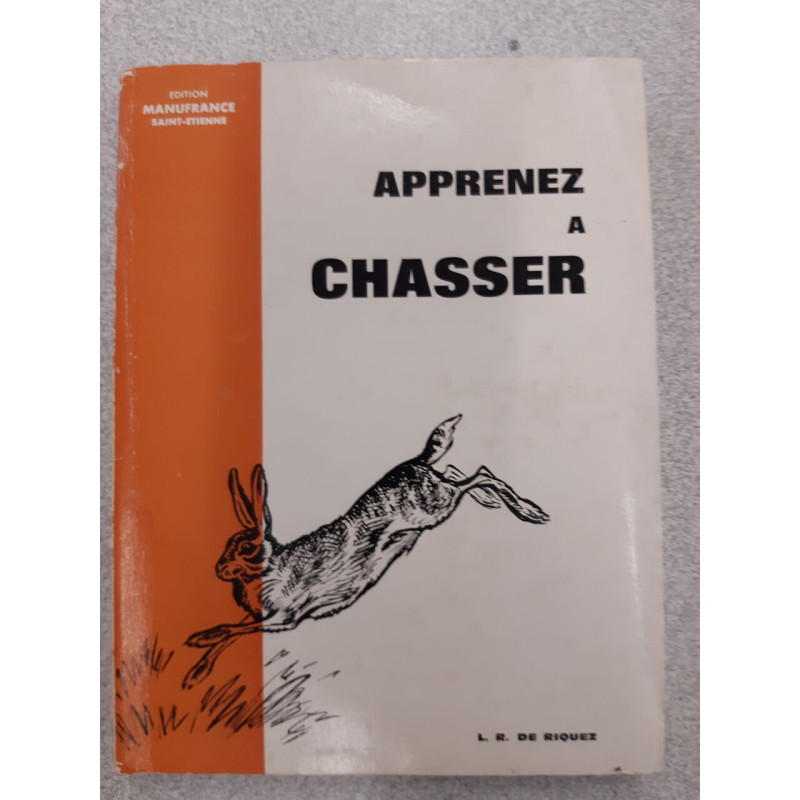 EDITION
MANUFRANCE
SAINT-ETIENNE
APPRENEZ
A
CHASSER
L. R. DE RIQUEZ